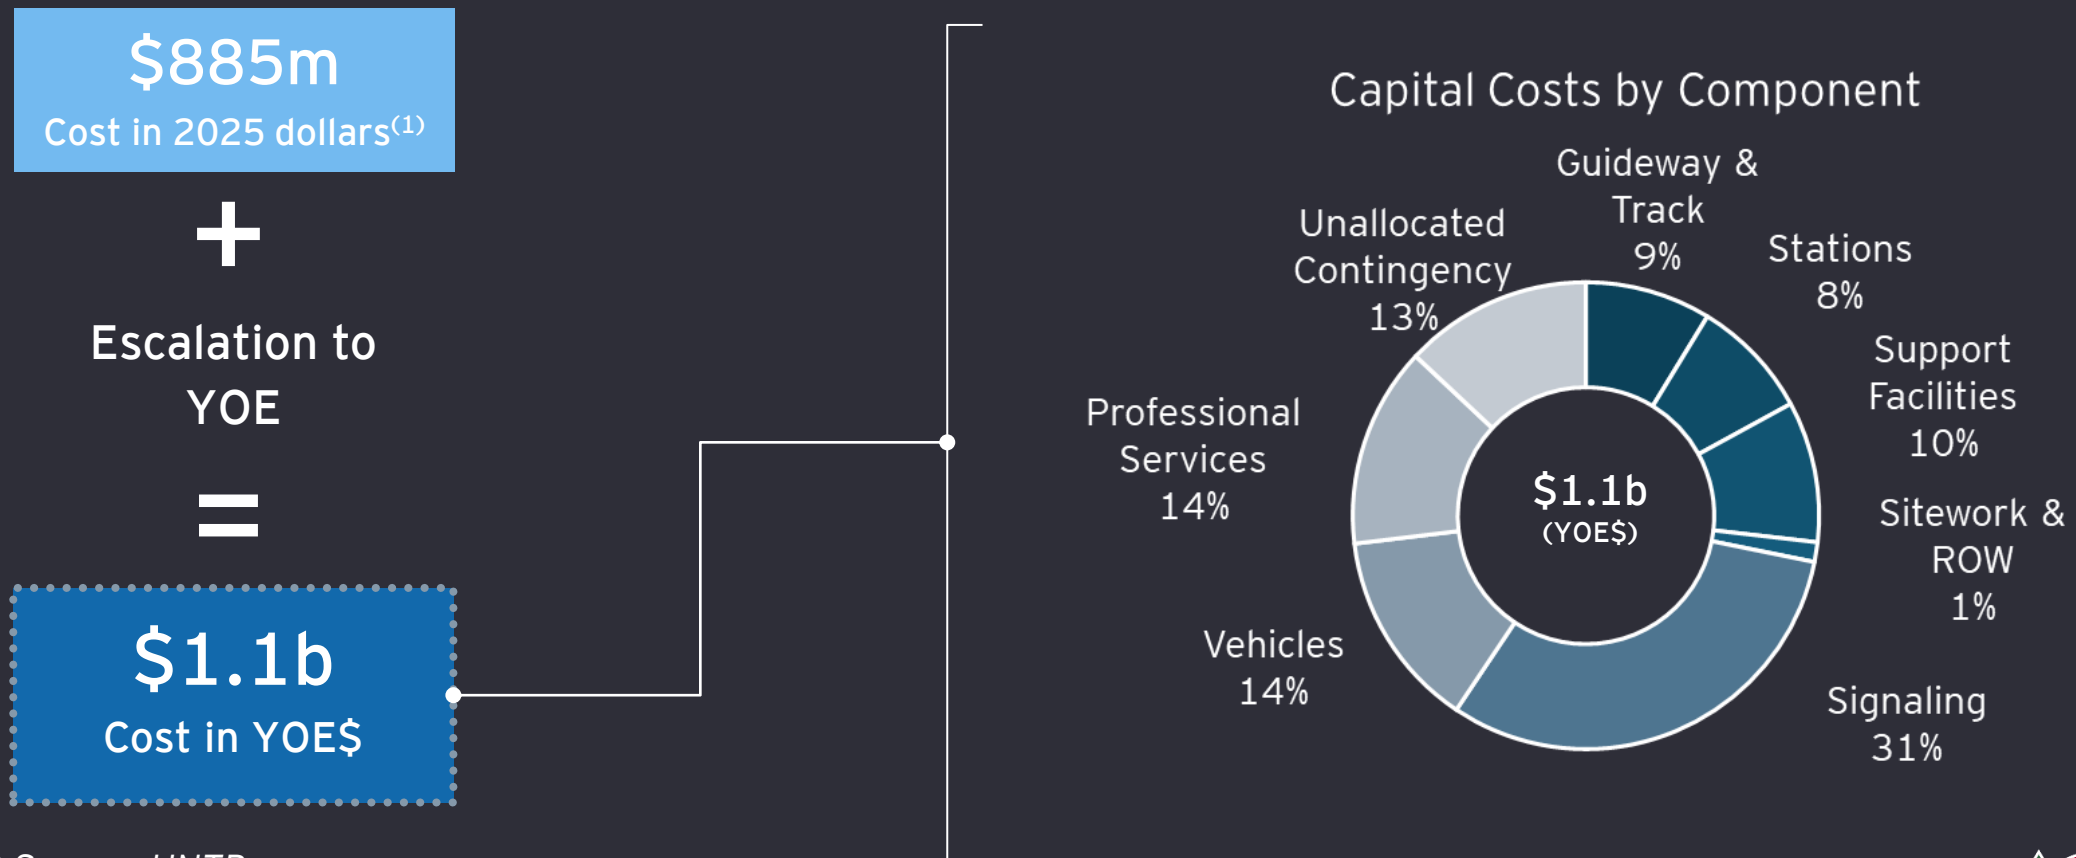 $885m
Cost in 2025 dollars(1)
+
Escalation to
YOE
=
$1.1b
Cost in YOE$
Capital Costs by Component
Guideway &
Track
9%
Stations
8%
Support
Facilities
10%
Sitework &
ROW
1%
Signaling
31%
Vehicles
14%
Professional
Services
14%
Unallocated
Contingency
13%
$1.1b
(YOE$)